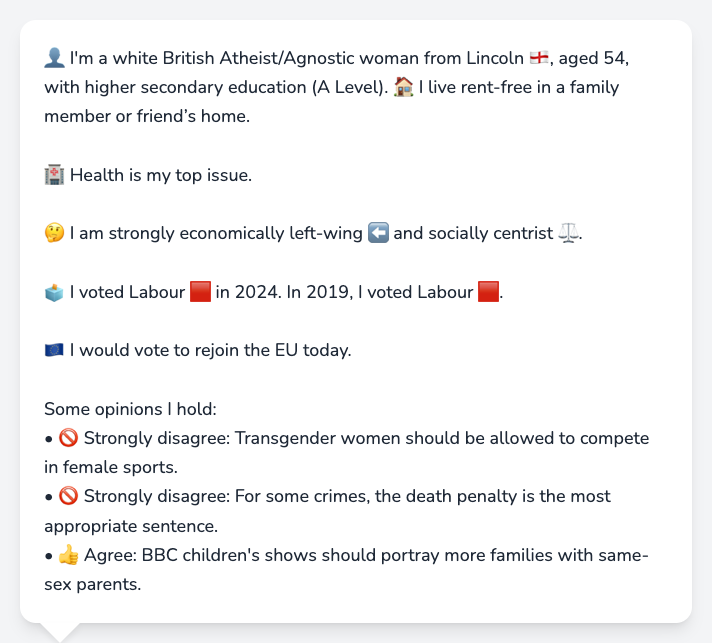 👤 I'm a white British Atheist/Agnostic woman from Lincoln 🏴󠁧󠁢󠁥󠁮󠁧󠁿, aged 54,
with higher secondary education (A Level). 🏠 I live rent-free in a family
member or friend’s home.
🏥 Health is my top issue.
🤔 I am strongly economically left-wing ⬅️ and socially centrist ⚖️.
🗳️ I voted Labour 🟥 in 2024. In 2019, I voted Labour 🟥.
🇪🇺 I would vote to rejoin the EU today.
Some opinions I hold:
• 🚫 Strongly disagree: Transgender women should be allowed to compete
in female sports.
• 🚫 Strongly disagree: For some crimes, the death penalty is the most
appropriate sentence.
• 👍 Agree: BBC children's shows should portray more families with same-
sex parents.